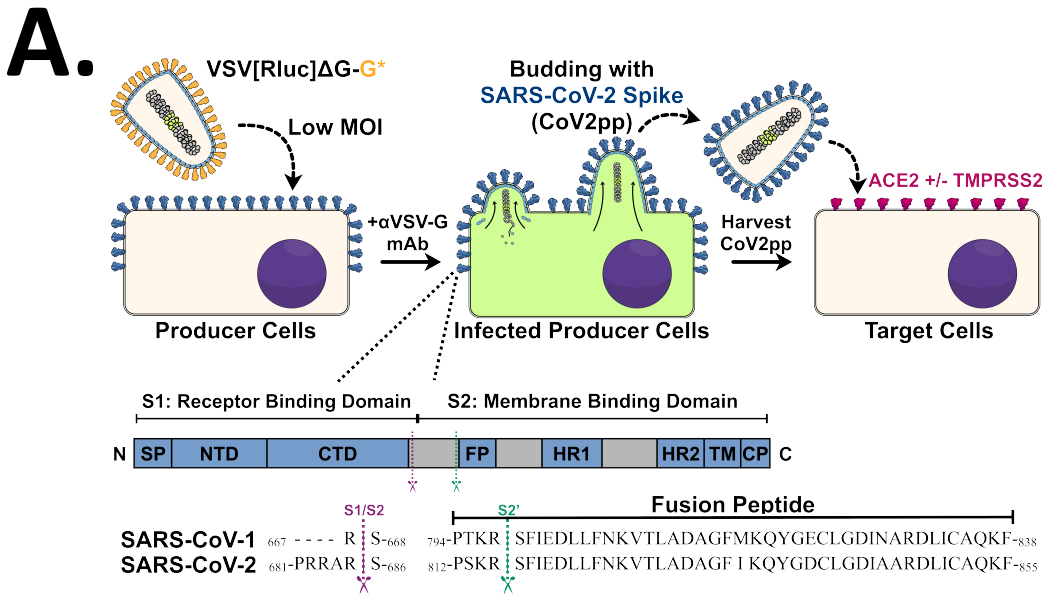 A.
VSV[Rluc]ΔG-G*
Low MOI
Budding with
SARS-CoV-2 Spike
(CoV2pp)
ACE2 +/- TMPRSS2
+αVSV-G
mAb
Harvest
CoV2pp
Producer Cells
Infected Producer Cells
Target Cells
S1: Receptor Binding Domain
S2: Membrane Binding Domain
N SP NTD CTD FP HR1 HR2 TM CP C
S1/S2
S2’
Fusion Peptide
SARS-CoV-1 667 - - - - R S-668 794-PTKR SFIEDLLFNKVTLADAGFMKQYGECLGDINARDLICAQKF-838
SARS-CoV-2 681-PRRAR S-686 812-PSKR SFIEDLLFNKVTLADAGF I KQYGDCLGDIAARDLICAQKF-855